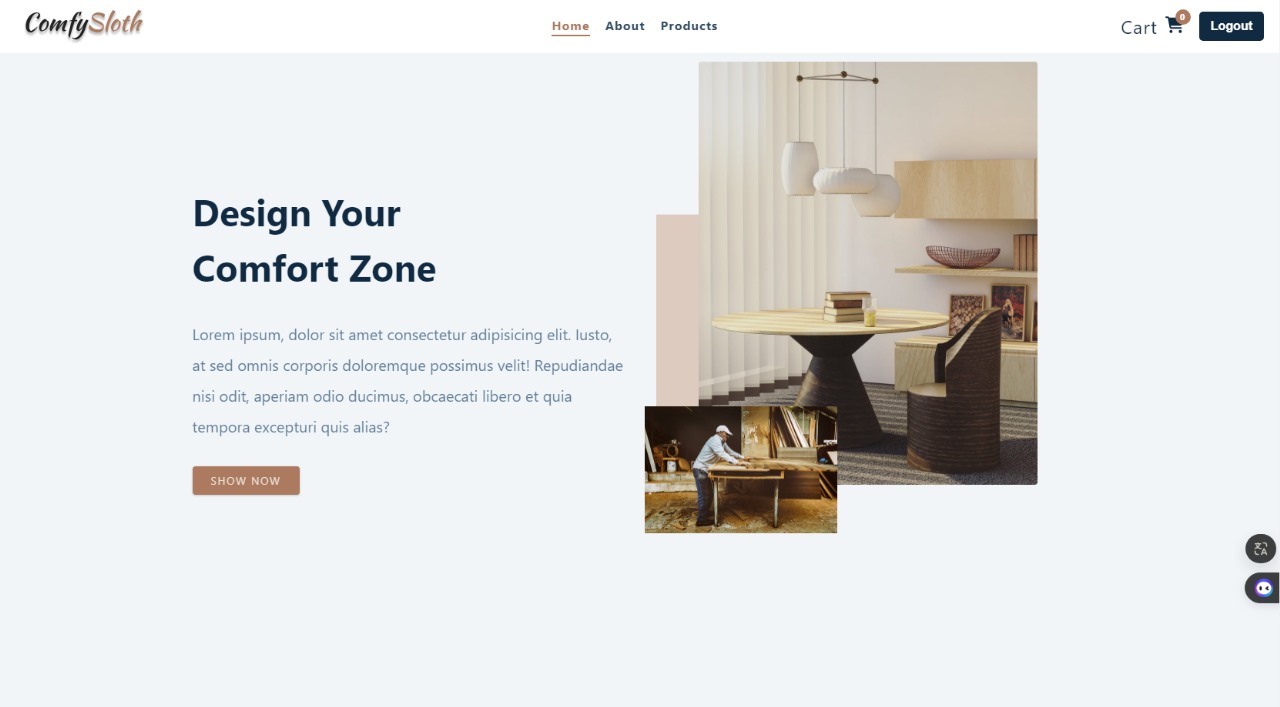 ComfySloth
Home About Products
Cart 0 Logout
Design Your
Comfort Zone
Lorem ipsum, dolor sit amet consectetur adipisicing elit. Iusto,
at sed omnis corporis doloremque possimus velit! Repudiandae
nisi odit, aperiam odio ducimus, obcaecati libero et quia
tempora excepturi quis alias?
SHOW NOW